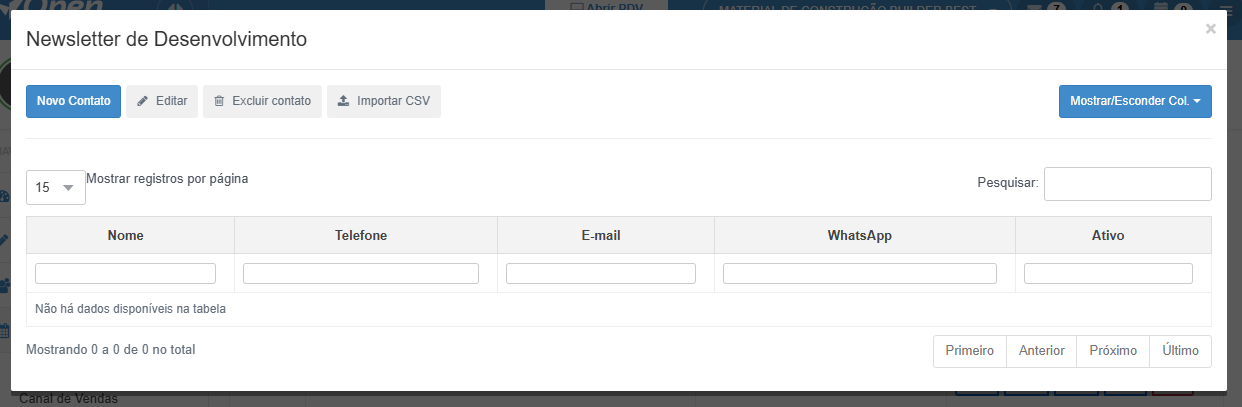 Open
Abrir PDV
MATERIAL DE CONSTRUÇÃO BUILDER BEST
7
1
0
Newsletter de Desenvolvimento
×
Novo Contato
Editar
Excluir contato
Importar CSV
Mostrar/Esconder Col.
15
Mostrar registros por página
Pesquisar:
Nome
Telefone
E-mail
WhatsApp
Ativo
Não há dados disponíveis na tabela
Mostrando 0 a 0 de 0 no total
Primeiro
Anterior
Próximo
Último
Canal de Vendas